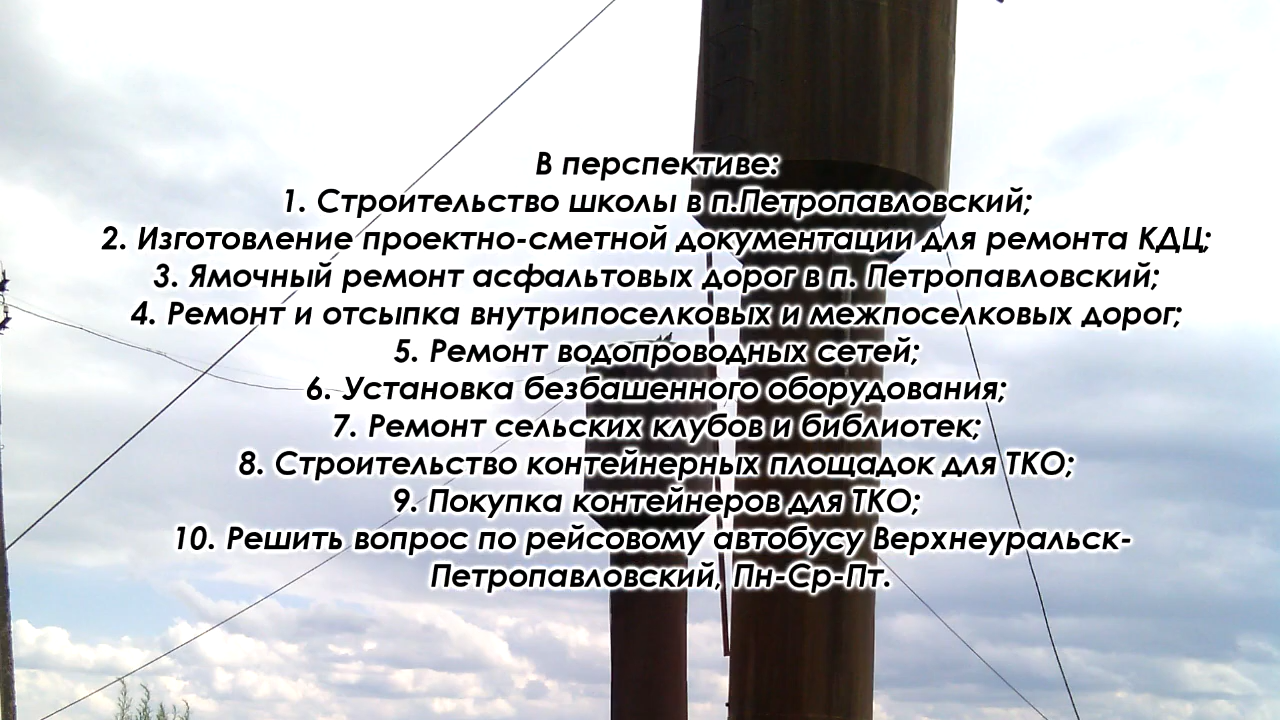 В перспективе:
1. Строительство школы в п.Петропавловский;
2. Изготовление проектно-сметной документации для ремонта КДЦ;
3. Ямочный ремонт асфальтовых дорог в п. Петропавловский;
4. Ремонт и отсыпка внутрипоселковых и межпоселковых дорог;
5. Ремонт водопроводных сетей;
6. Установка безбашенного оборудования;
7. Ремонт сельских клубов и библиотек;
8. Строительство контейнерных площадок для ТКО;
9. Покупка контейнеров для ТКО;
10. Решить вопрос по рейсовому автобусу Верхнеуральск-
Петропавловский, Пн-Ср-Пт.